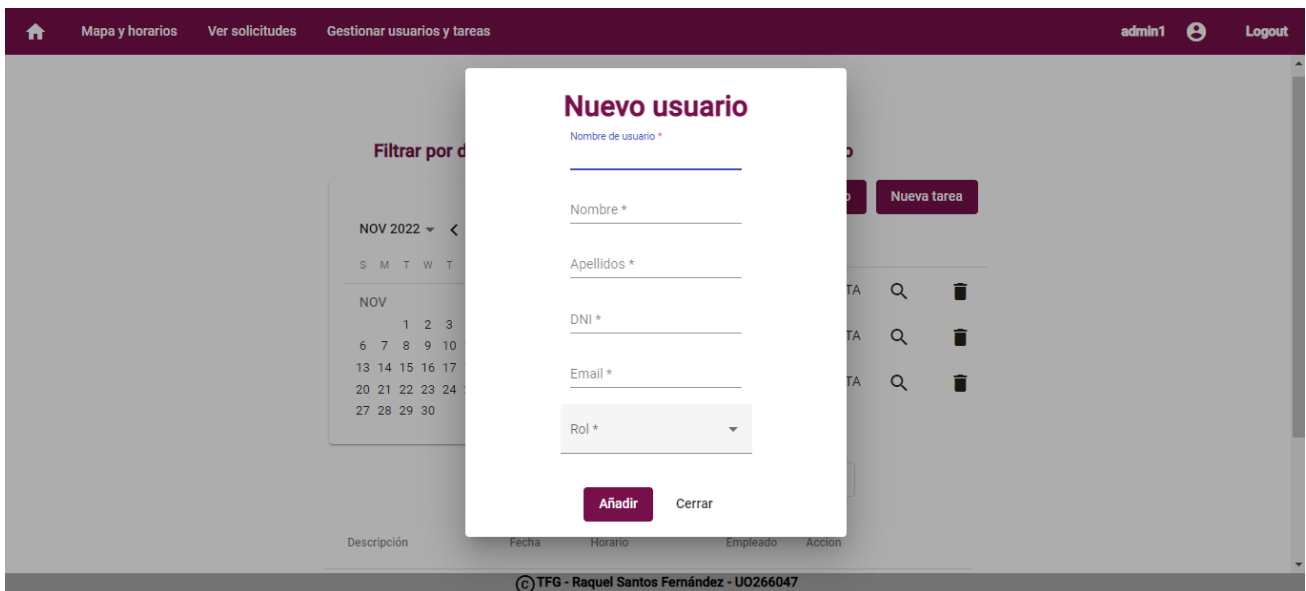 Mapa y horarios Ver solicitudes Gestionar usuarios y tareas admin1 Logout
Nuevo usuario
Nombre de usuario *
Filtrar por
Nombre *
Nueva tarea
NOV 2022
S M T W T
Apellidos *
NOV
TA
1 2 3
DNI *
6 7 8 9 10
TA
13 14 15 16 17
Email *
20 21 22 23 24
TA
27 28 29 30
Rol *
Añadir Cerrar
Descripción Fecha Horario Empleado Accion
© TFG - Raquel Santos Fernández - UO266047